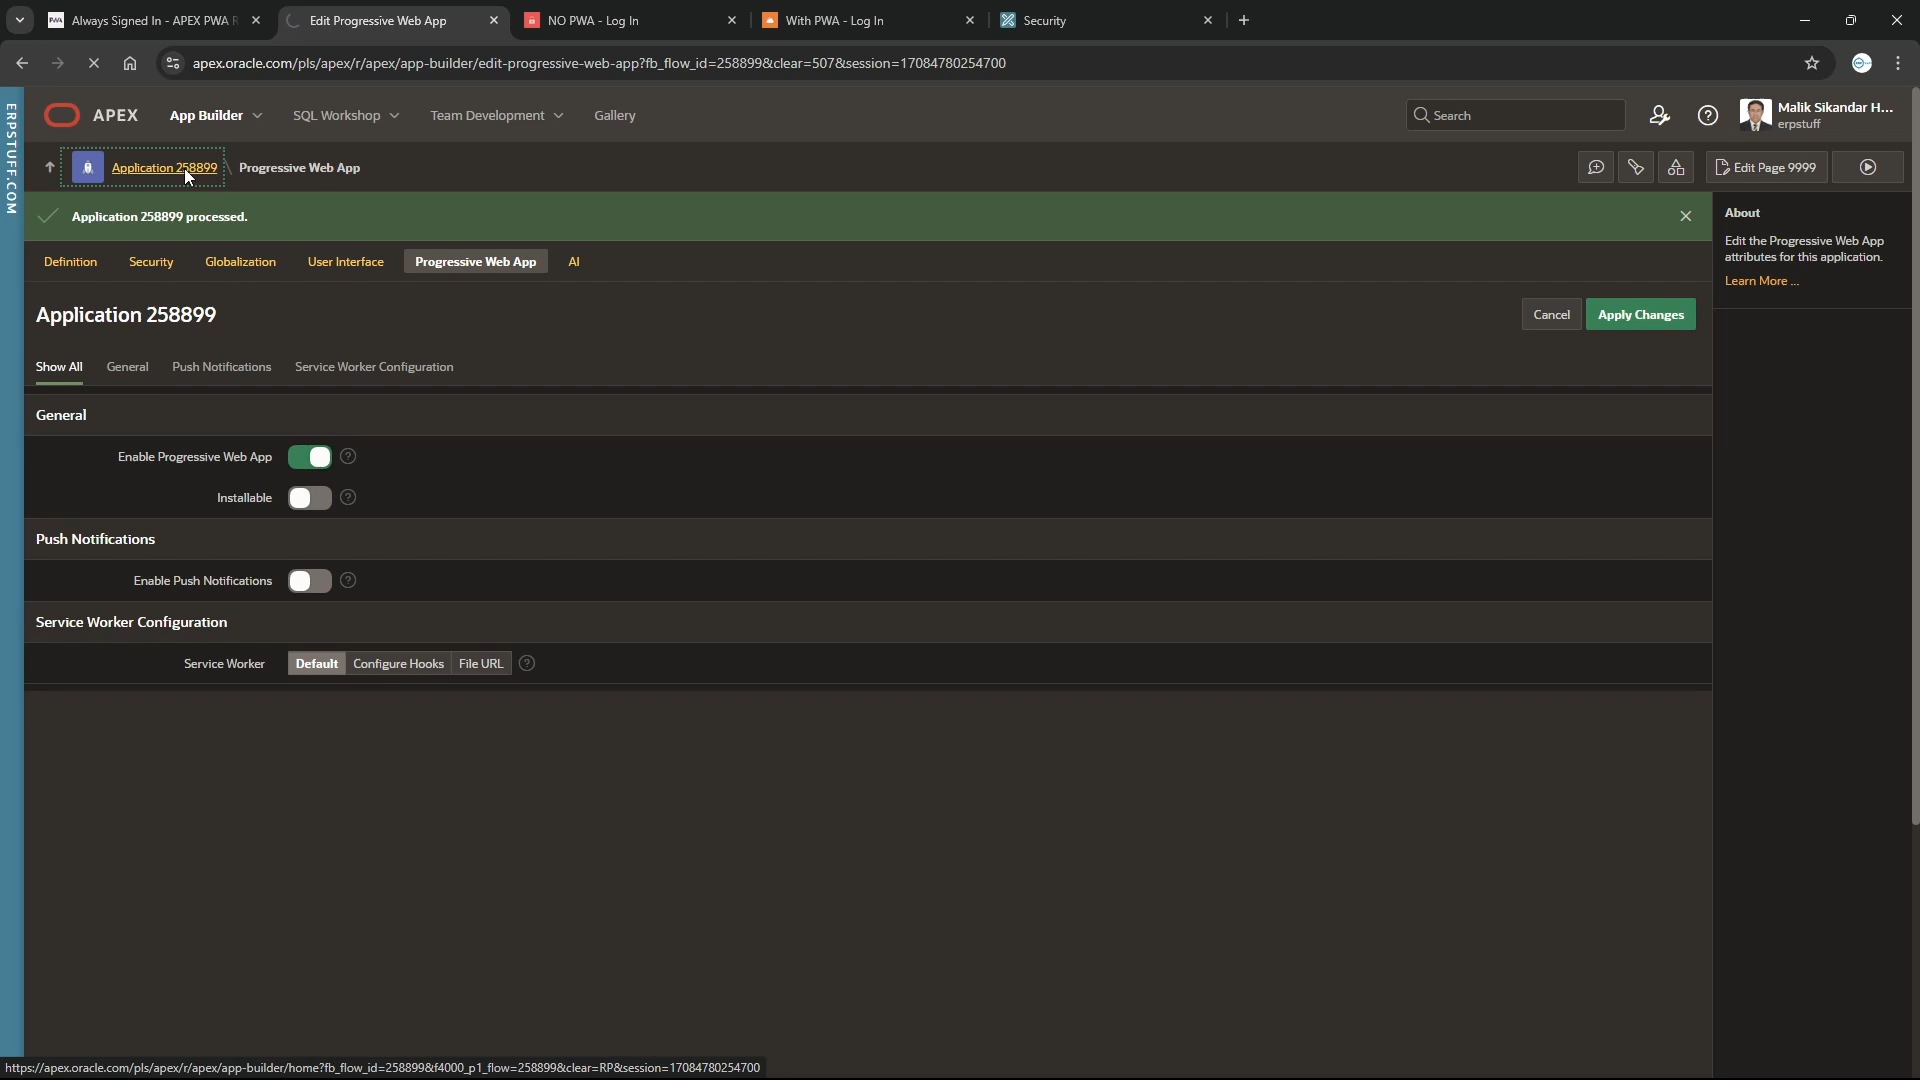 Always Signed In - APEX PWA R
Edit Progressive Web App
NO PWA - Log In
With PWA - Log In
Security
apex.oracle.com/pls/apex/r/apex/app-builder/edit-progressive-web-app?fb_flow_id=258899&clear=507&session=17084780254700
ERPSTUFF.COM
APEX
App Builder
SQL Workshop
Team Development
Gallery
Search
Malik Sikandar H...
erpstuff
Application 258899
Progressive Web App
Edit Page 9999
Application 258899 processed.
About
Edit the Progressive Web App
attributes for this application.
Learn More ...
Definition
Security
Globalization
User Interface
Progressive Web App
AI
Application 258899
Cancel
Apply Changes
Show All
General
Push Notifications
Service Worker Configuration
General
Enable Progressive Web App
Installable
Push Notifications
Enable Push Notifications
Service Worker Configuration
Service Worker
Default
Configure Hooks
File URL
https://apex.oracle.com/pls/apex/r/apex/app-builder/home?fb_flow_id=258899&f4000_p1_flow=258899&clear=RP&session=17084780254700